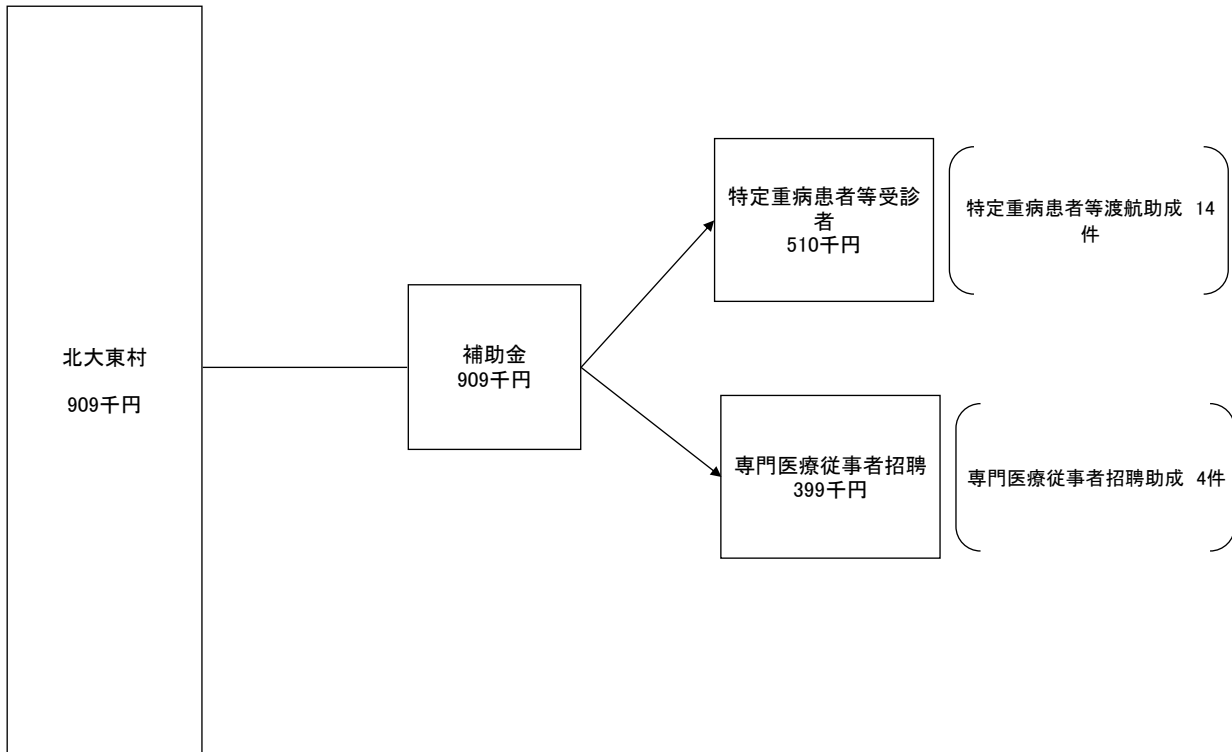 北大東村
909千円
補助金
909千円
特定重病患者等受診
者
510千円
特定重病患者等渡航助成 14
件
専門医療従事者招聘
399千円
専門医療従事者招聘助成 4件